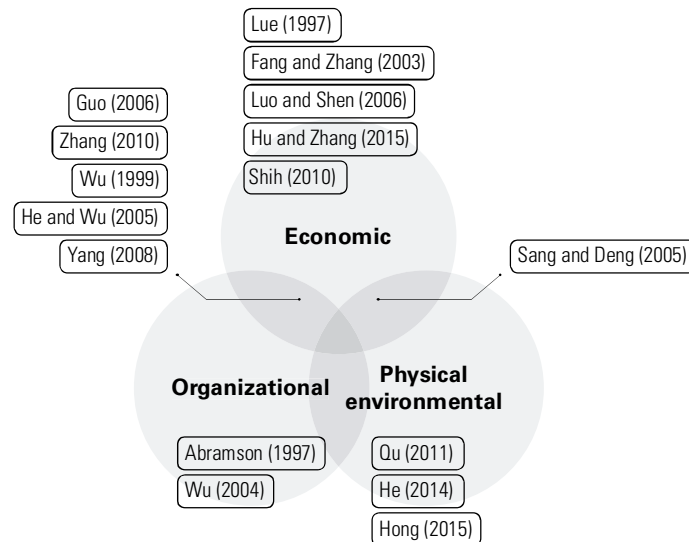 Lue (1997)
Fang and Zhang (2003)
Luo and Shen (2006)
Hu and Zhang (2015)
Shih (2010)
Guo (2006)
Zhang (2010)
Wu (1999)
He and Wu (2005)
Yang (2008)
Economic
Sang and Deng (2005)
Organizational
Physical
environmental
Abramson (1997)
Wu (2004)
Qu (2011)
He (2014)
Hong (2015)